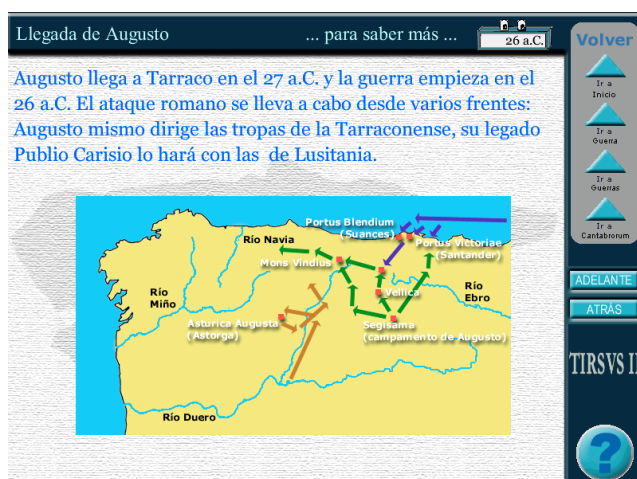 Llegada de Augusto
... para saber más ...
26 a.C.
Augusto llega a Tarraco en el 27 a.C. y la guerra empieza en el
26 a.C. El ataque romano se lleva a cabo desde varios frentes:
Augusto mismo dirige las tropas de la Tarraconense, su legado
Publio Carisio lo hará con las de Lusitania.
Portus Blendium
(Suances)
Río Navia
Portus Victoriae
(Santander)
Mons Vindius
Río
Miño
Vellica
Río
Ebro
Asturica Augusta
(Astorga)
Segisama
(campamento de Augusto)
Río Duero
Volver
Ir a
Inicio
Ir a
Guerra
Ir a
Guerras
Ir a
Cantabrorum
ADELANTE
ATRÁS
TIRSVS II
?